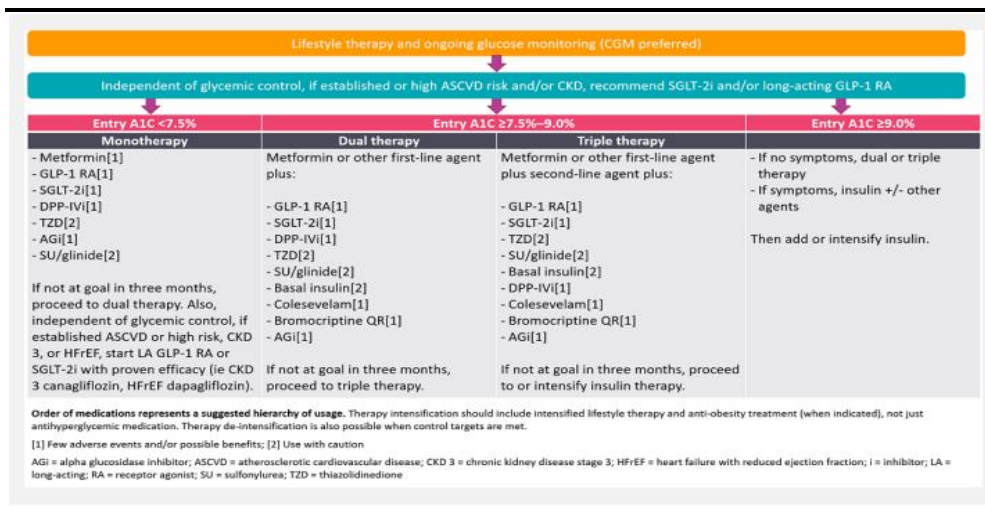 Lifestyle therapy and ongoing glucose monitoring (CGM preferred)
Independent of glycemic control, if established or high ASCVD risk and/or CKD, recommend SGLT-2i and/or long-acting GLP-1 RA
Entry A1C <7.5%
Monotherapy
- Metformin[1]
- GLP-1 RA[1]
- SGLT-2i[1]
- DPP-IVi[1]
- TZD[2]
- AGi[1]
- SU/glinide[2]
If not at goal in three months,
proceed to dual therapy. Also,
independent of glycemic control, if
established ASCVD or high risk, CKD
3, or HFrEF, start LA GLP-1 RA or
SGLT-2i with proven efficacy (ie CKD
3 canagliflozin, HFrEF dapagliflozin).
Entry A1C ≥7.5%–9.0%
Dual therapy
Metformin or other first-line agent
plus:
- GLP-1 RA[1]
- SGLT-2i[1]
- DPP-IVi[1]
- TZD[2]
- SU/glinide[2]
- Basal insulin[2]
- Colesevelam[1]
- Bromocriptine QR[1]
- AGi[1]
If not at goal in three months,
proceed to triple therapy.
Triple therapy
Metformin or other first-line agent
plus second-line agent plus:
- GLP-1 RA[1]
- SGLT-2i[1]
- TZD[2]
- SU/glinide[2]
- Basal insulin[2]
- DPP-IVi[1]
- Colesevelam[1]
- Bromocriptine QR[1]
- AGi[1]
If not at goal in three months, proceed
to or intensify insulin therapy.
Entry A1C ≥9.0%
- If no symptoms, dual or triple
therapy
- If symptoms, insulin +/- other
agents
Then add or intensify insulin.
Order of medications represents a suggested hierarchy of usage. Therapy intensification should include intensified lifestyle therapy and anti-obesity treatment (when indicated), not just
antihyperglycemic medication. Therapy de-intensification is also possible when control targets are met.
[1] Few adverse events and/or possible benefits; [2] Use with caution
AGi = alpha glucosidase inhibitor; ASCVD = atherosclerotic cardiovascular disease; CKD 3 = chronic kidney disease stage 3; HFrEF = heart failure with reduced ejection fraction; i = inhibitor; LA =
long-acting; RA = receptor agonist; SU = sulfonylurea; TZD = thiazolidinedione